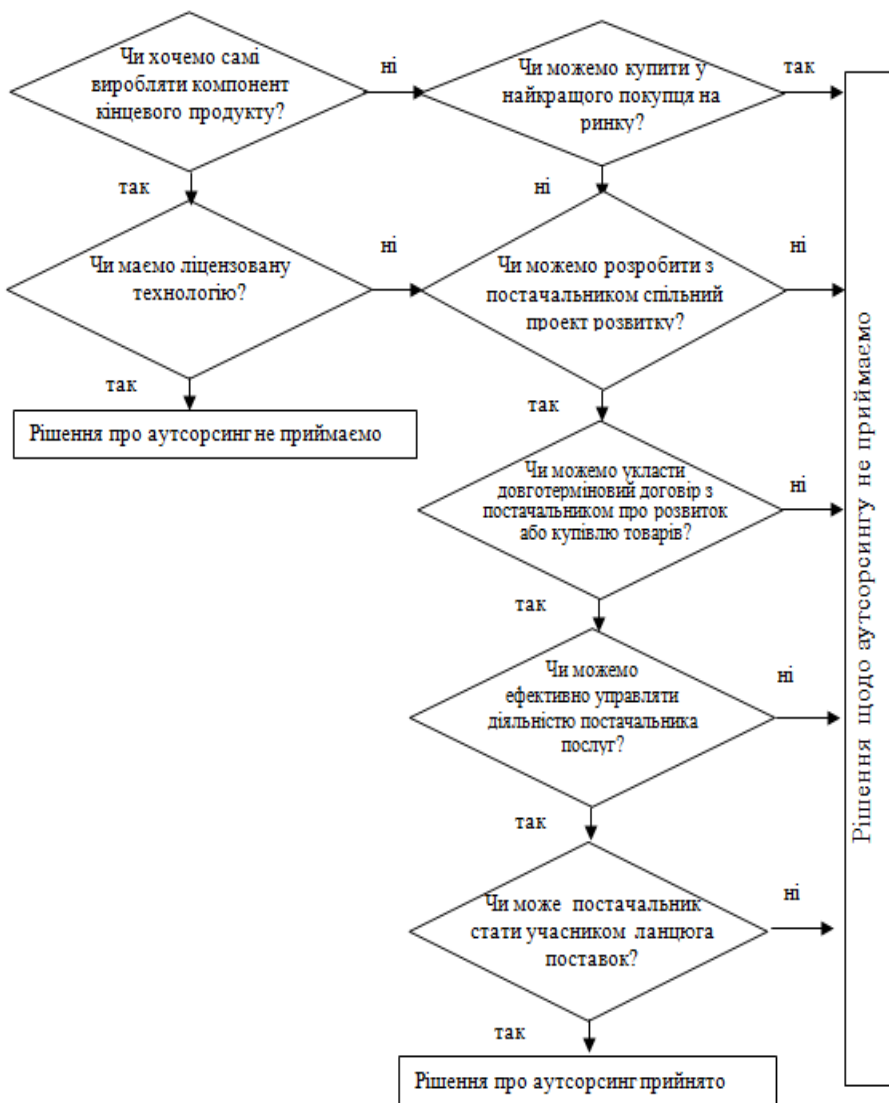 Чи хочемо самі
виробляти компонент
кінцевого продукту?
ні
Чи можемо купити у
найкращого покупця на
ринку?
так
так
ні
Чи маємо ліцензовану
технологію?
ні
Чи можемо розробити з
постачальником спільний
проект розвитку?
ні
так
Рішення про аутсорсинг не приймаємо
так
Чи можемо укласти
довготерміновий договір з
постачальником про розвиток
або купівлю товарів?
ні
так
Чи можемо
ефективно управляти
діяльністю постачальника
послуг?
ні
так
Чи може постачальник
стати учасником ланцюга
поставок?
ні
так
Рішення про аутсорсинг прийнято
Рішення щодо аутсорсингу не приймаємо